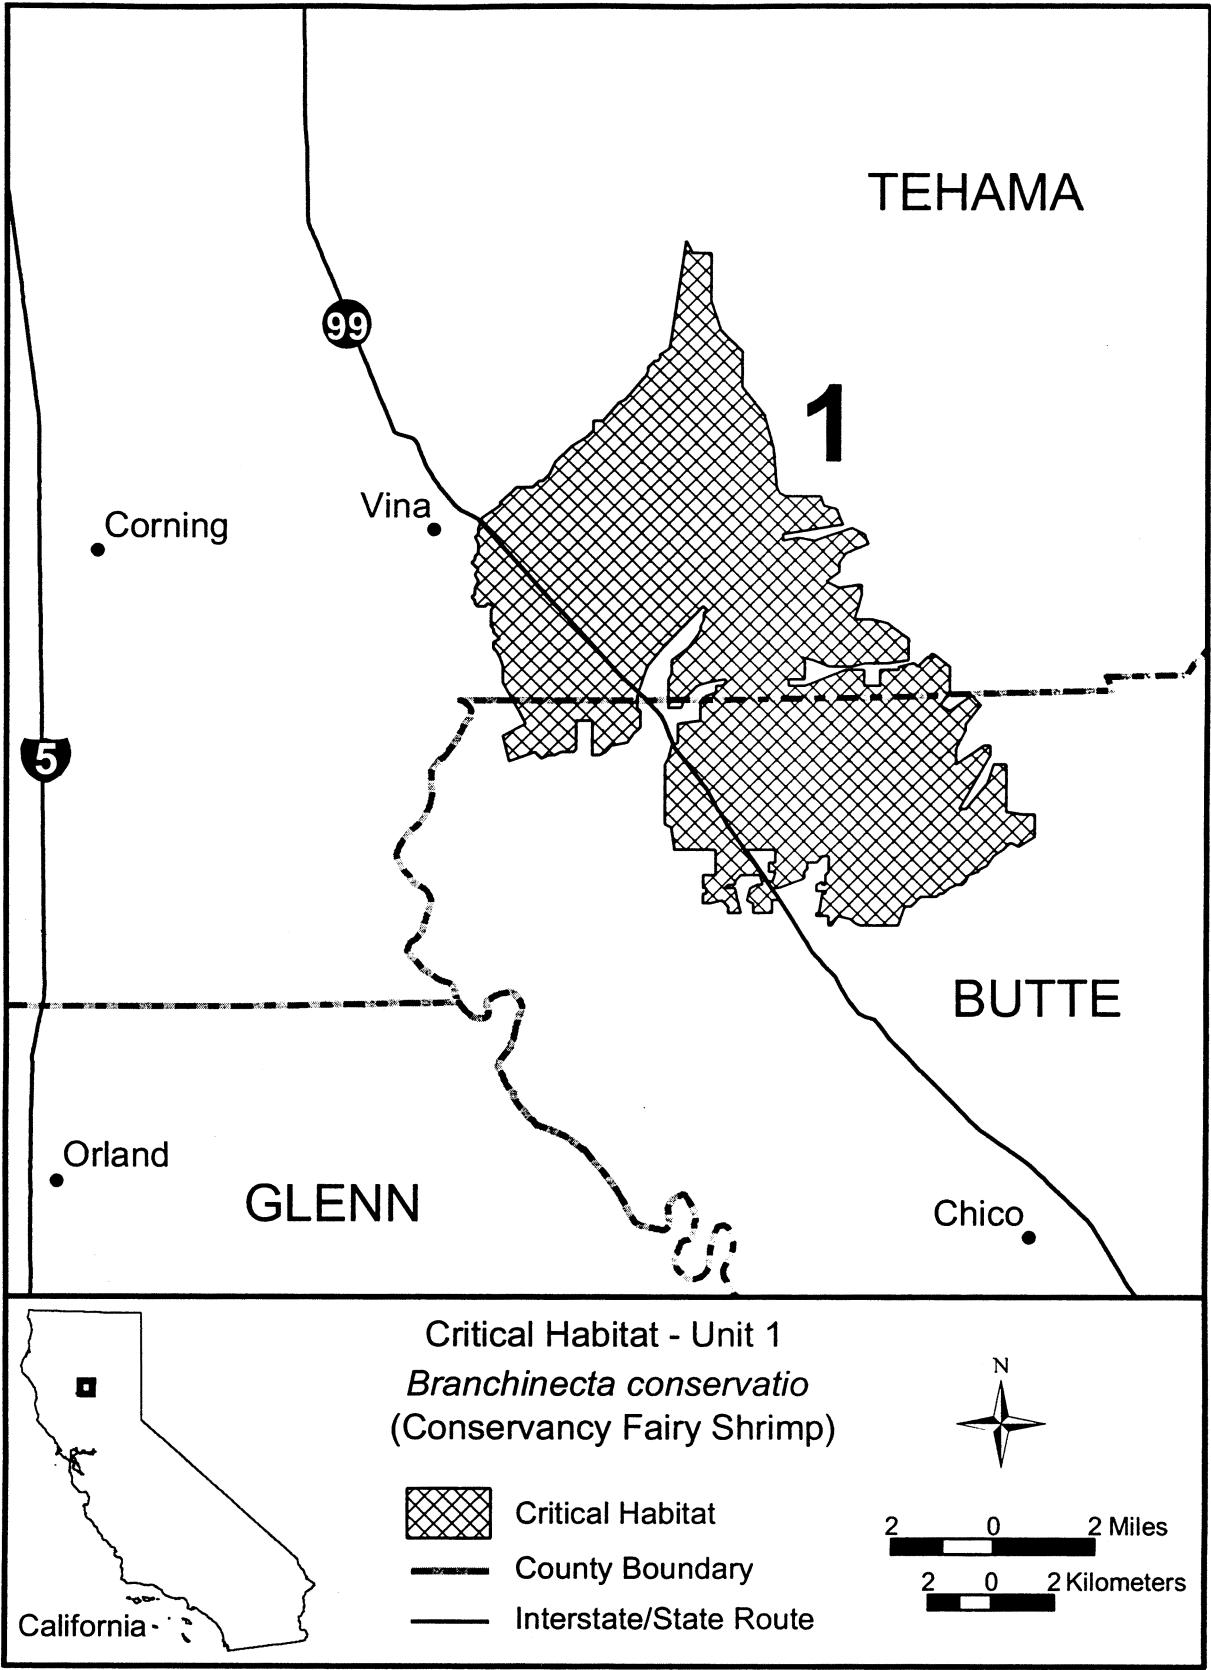 TEHAMA
99
1
Vina
Corning
5
BUTTE
Orland
GLENN
Chico
Critical Habitat - Unit 1
Branchinecta conservatio
(Conservancy Fairy Shrimp)
N
Critical Habitat
County Boundary
Interstate/State Route
2 0 2 Miles
2 0 2 Kilometers
California